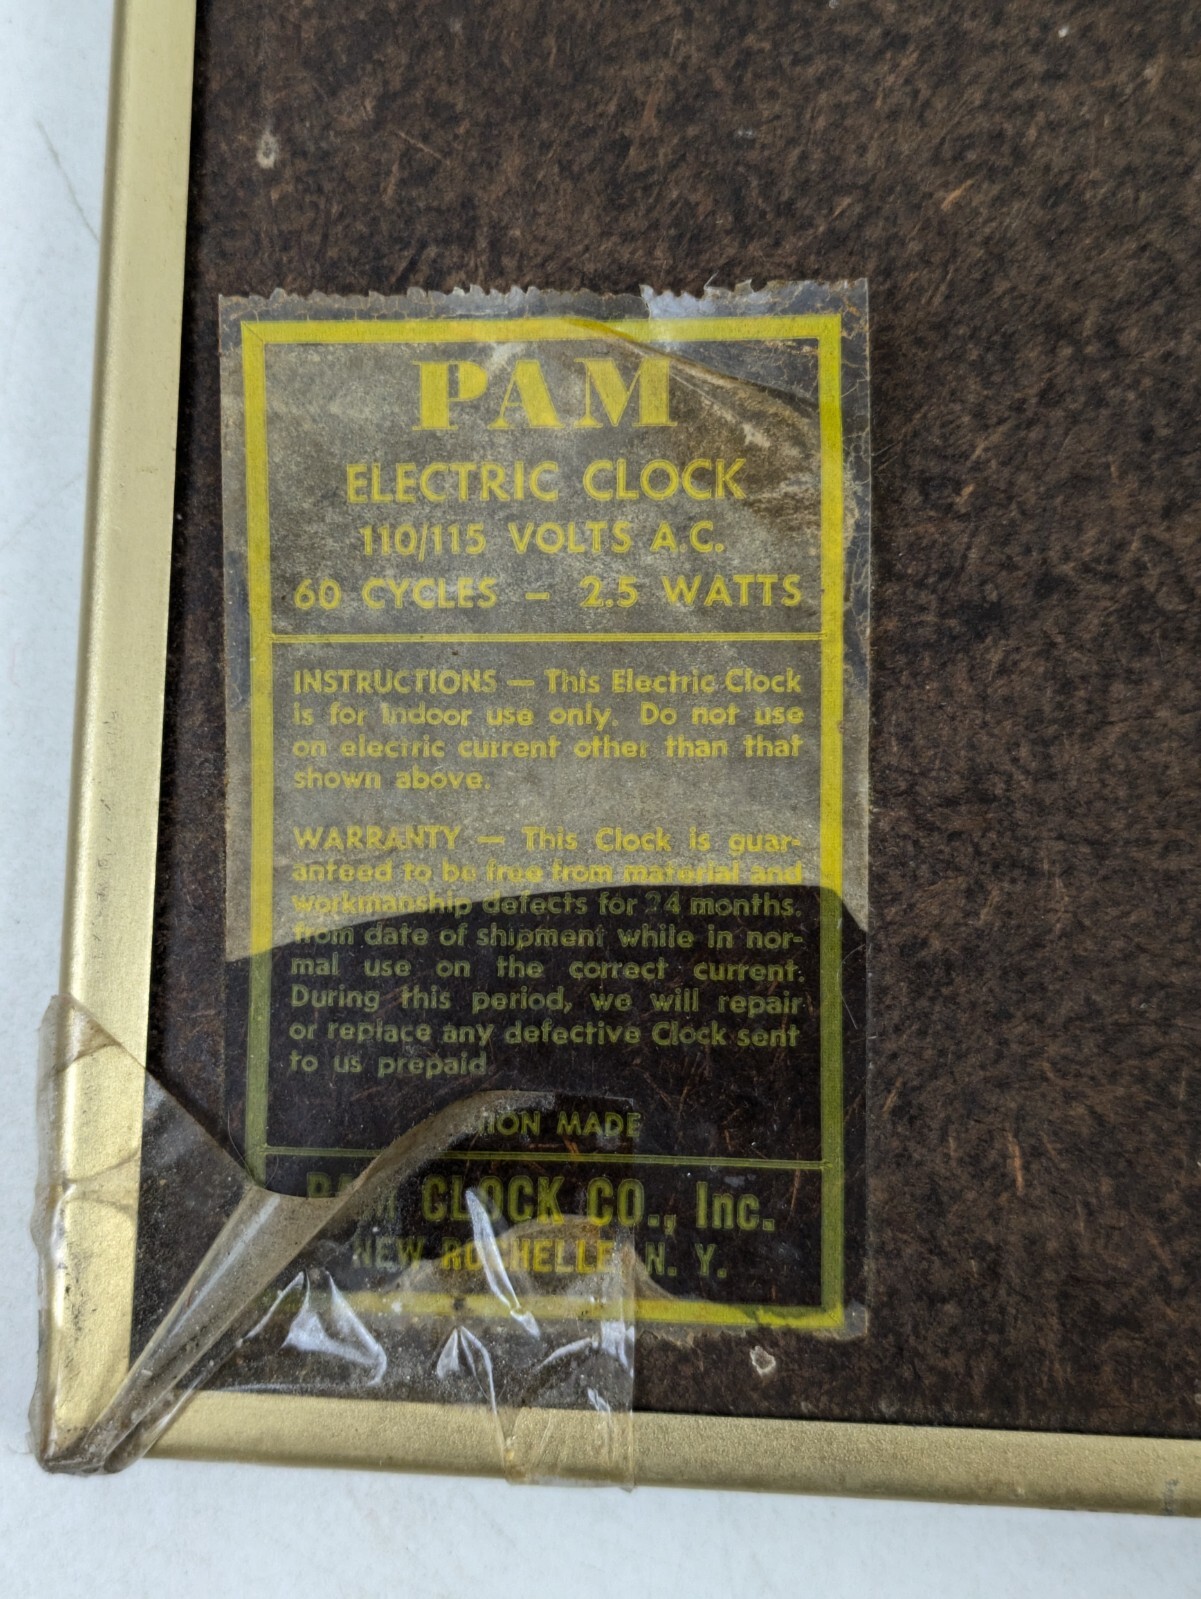 PAM
ELECTRIC CLOCK
110/115 VOLTS A.C.
60 CYCLES – 2.5 WATTS
INSTRUCTIONS — This Electric Clock
is for Indoor use only. Do not use
on electric current other than that
shown above.
WARRANTY — This Clock is guar-
anteed to be free from material and
workmanship defects for 24 months.
from date of shipment while in nor-
mal use on the correct current.
During this period, we will repair
or replace any defective Clock sent
to us prepaid
MADE
PAM CLOCK CO., Inc.
NEW ROCHELLE, N. Y.